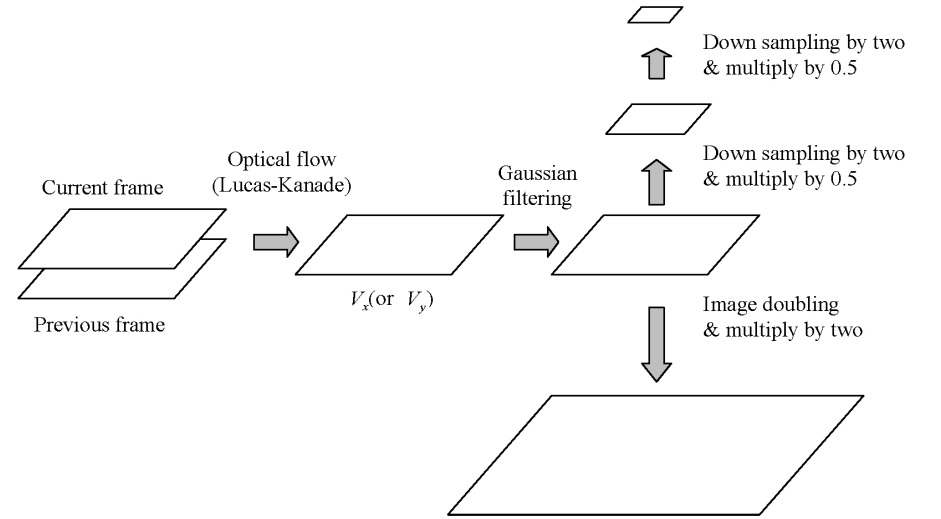 Down sampling by two
& multiply by 0.5
Down sampling by two
& multiply by 0.5
Optical flow
(Lucas-Kanade)
Gaussian
filtering
Current frame
Vx(or Vy)
Previous frame
Image doubling
& multiply by two